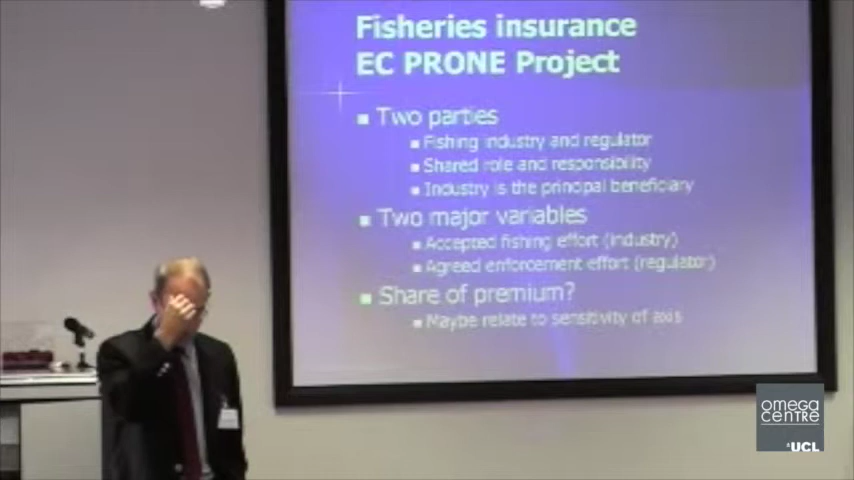 Fisheries insurance
EC PRONE Project
Two parties
Fishing industry and regulator
Shared role and responsibility
Industry is the principal beneficiary
Two major variables
Accepted fishing effort (industry)
Agreed enforcement effort (regulator)
Share of premium?
Maybe relate to sensitivity of axis
omega
centre
UCL